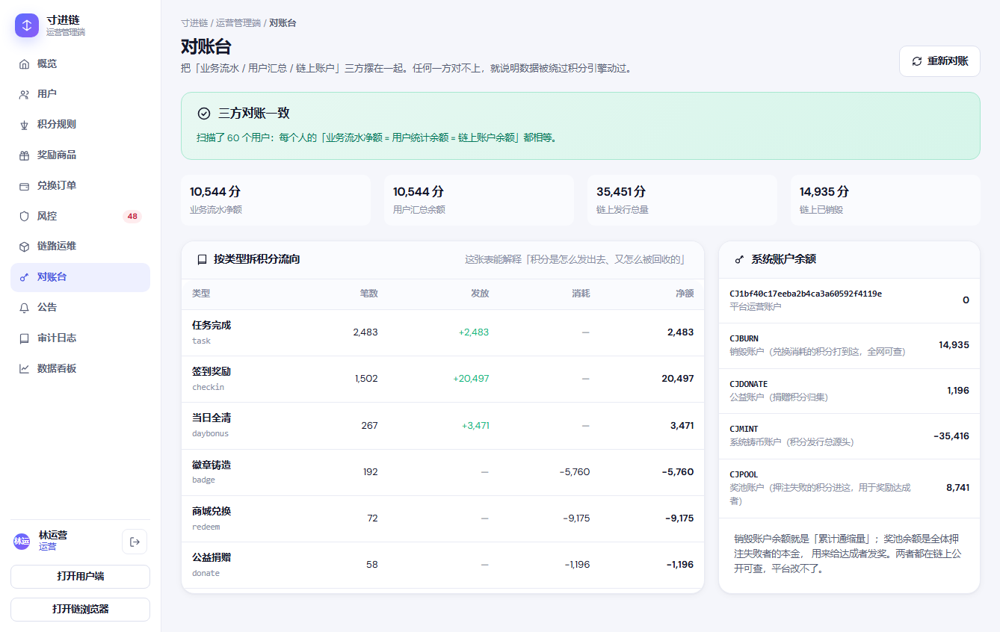 寸进链
运营管理端
概览
用户
积分规则
奖励商品
兑换订单
风控
48
链路运维
对账台
公告
审计日志
数据看板
林运
林运营
运营
打开用户端
打开链浏览器
寸进链 / 运营管理端 / 对账台
对账台
把「业务流水 / 用户汇总 / 链上账户」三方摆在一起。任何一方对不上，就说明数据被绕过积分引擎动过。
重新对账
三方对账一致
扫描了 60 个用户：每个人的「业务流水净额 = 用户统计余额 = 链上账户余额」都相等。
10,544 分
业务流水净额
10,544 分
用户汇总余额
35,451 分
链上发行总量
14,935 分
链上已销毁
按类型拆积分流向
这张表能解释「积分是怎么发出去、又怎么被回收的」
类型 笔数 发放 消耗 净额
任务完成
task
2,483 +2,483 — 2,483
签到奖励
checkin
1,502 +20,497 — 20,497
当日全清
daybonus
267 +3,471 — 3,471
徽章铸造
badge
192 — -5,760 -5,760
商城兑换
redeem
72 — -9,175 -9,175
公益捐赠
donate
58 — -1,196 -1,196
系统账户余额
CJ1bf40c17eeba2b4ca3a60592f4119e
平台运营账户
0
CJBURN
销毁账户（兑换消耗的积分打到这，全网可查）
14,935
CJDONATE
公益账户（捐赠积分归集）
1,196
CJMINT
系统铸币账户（积分发行总源头）
-35,416
CJPOOL
奖池账户（押注失败的积分进这，用于奖励达成
者）
8,741
销毁账户余额就是「累计通缩量」；奖池余额是全体押
注失败者的本金， 用来给达成者发奖。两者都在链上公
开可查，平台改不了。